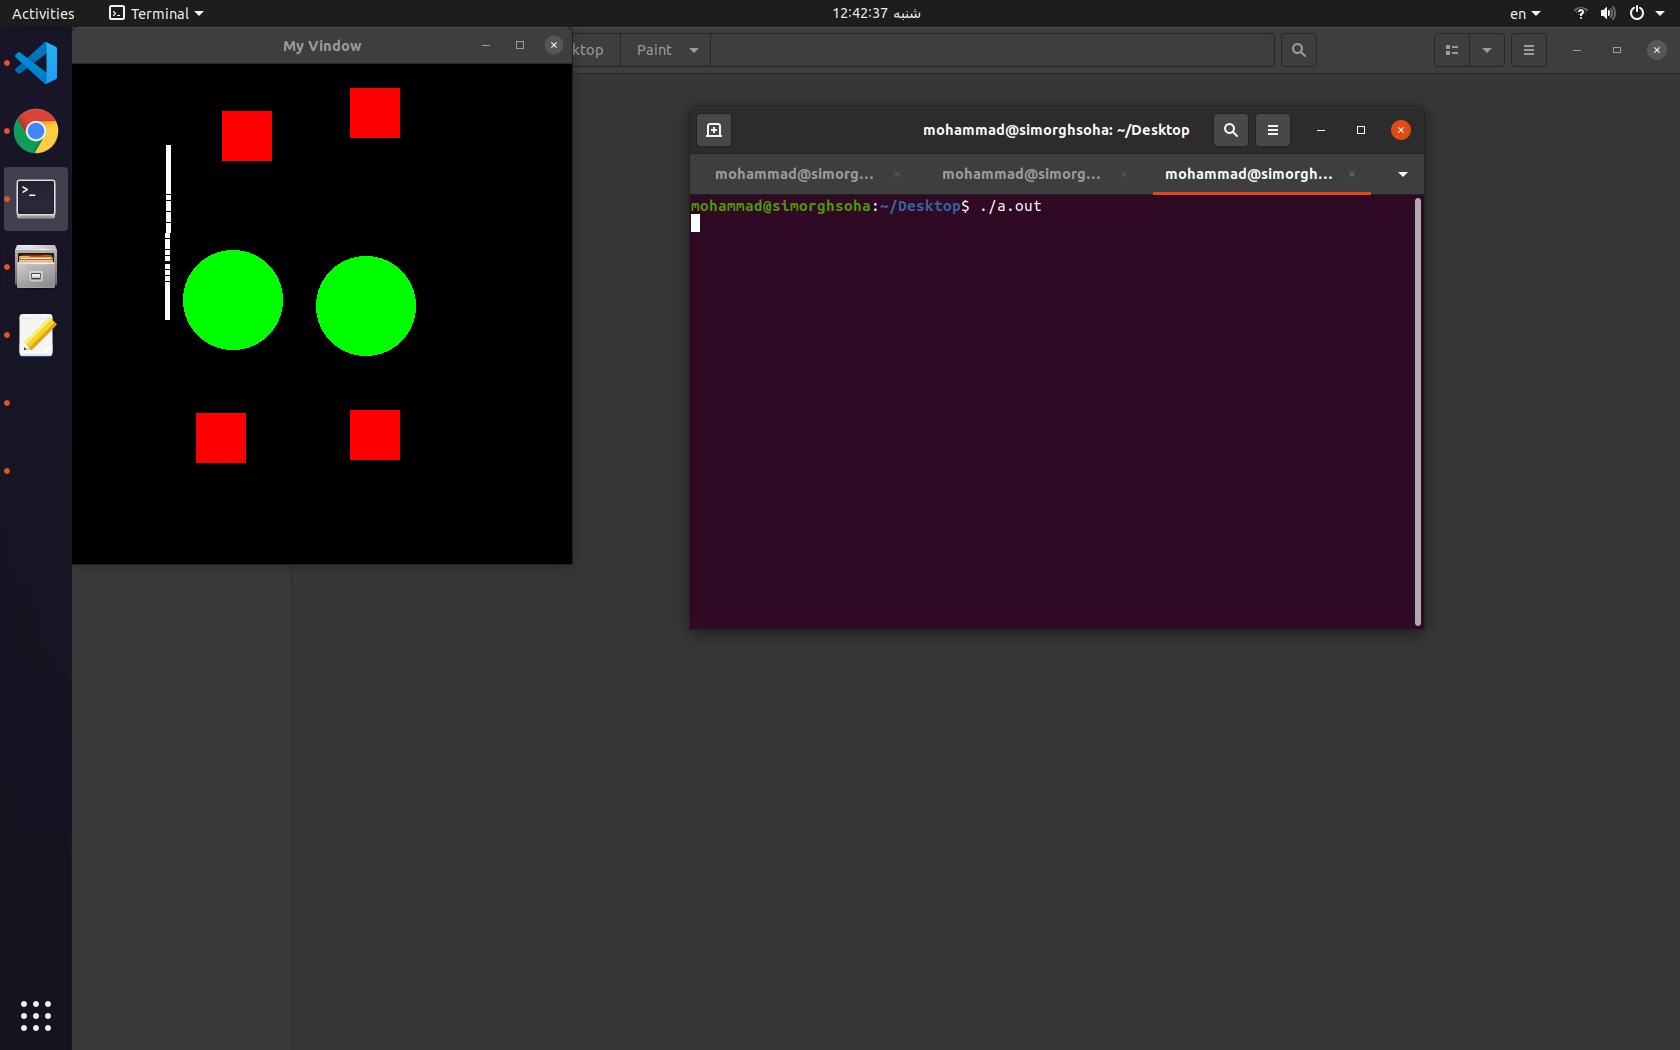 Activities
Terminal
شنبه 12:42:37
en
My Vindow
ktop
Paint
mohammad@simorghsoha: ~/Desktop
mohammad@simorg...
mohammad@simorg...
mohammad@simorgh...
mohammad@simorghsoha:~/Desktop$ ./a.out